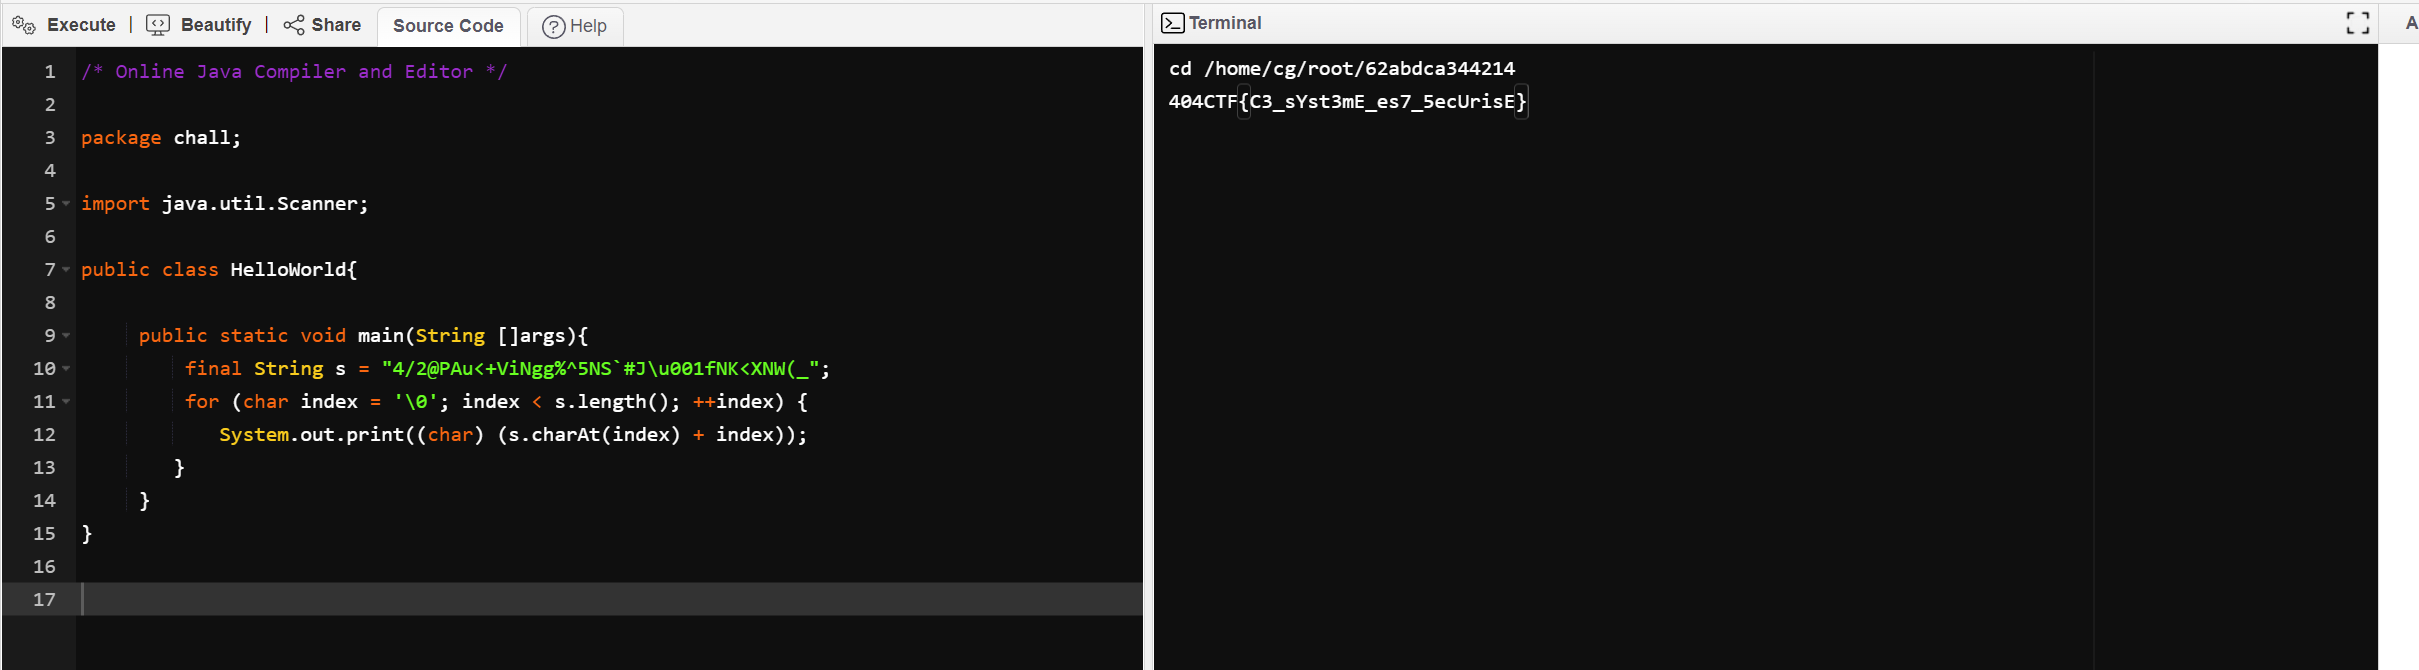 Execute | Beautify | Share Source Code Help
1 /* Online Java Compiler and Editor */
2
3 package chall;
4
5 import java.util.Scanner;
6
7 public class HelloWorld{
8
9 public static void main(String []args){
10 final String s = "4/2@PAu<+ViNgg%^5NS`#J\u001fNK<XNW(_";
11 for (char index = '\0'; index < s.length(); ++index) {
12 System.out.print((char) (s.charAt(index) + index));
13 }
14 }
15 }
16
17
Terminal
A
cd /home/cg/root/62abdca344214
404CTF{C3_sYst3mE_es7_5ecUrisE}